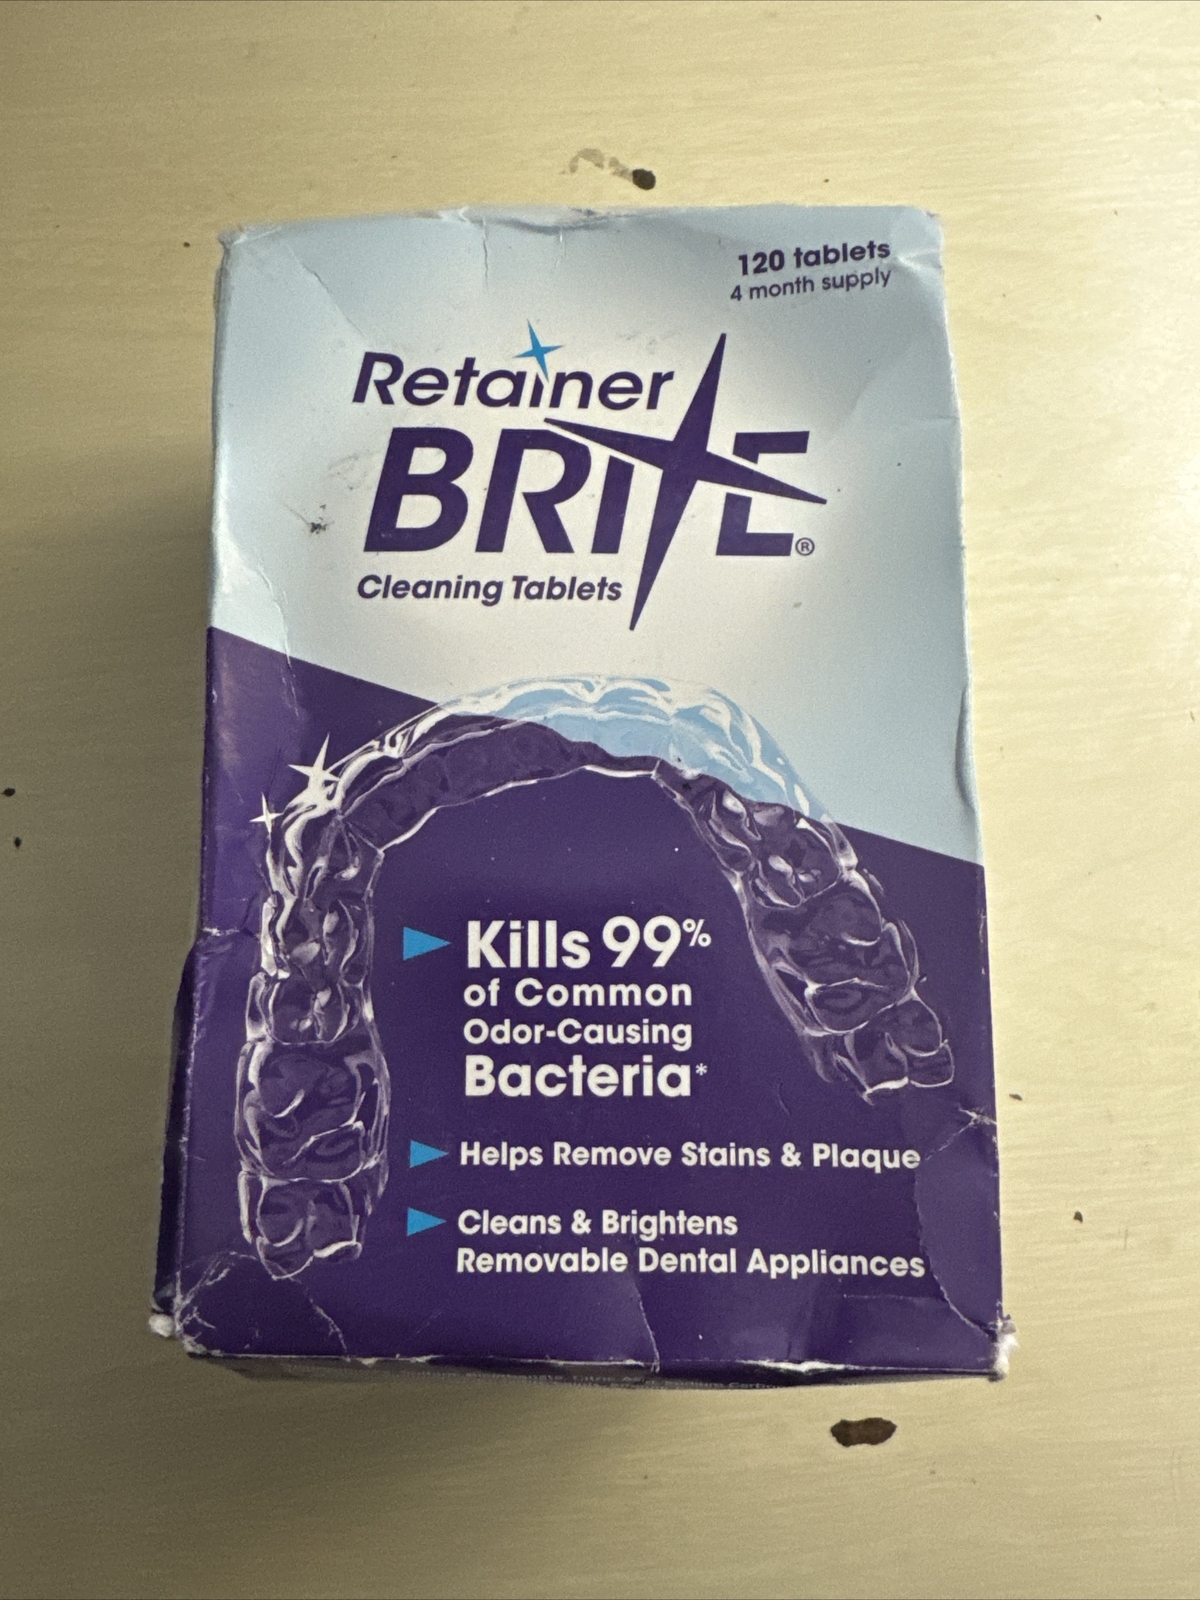 120 tablets
4 month supply
Retainer
BRITE®
Cleaning Tablets
Kills 99%
of Common
Odor-Causing
Bacteria*
Helps Remove Stains & Plaque
Cleans & Brightens
Removable Dental Appliances